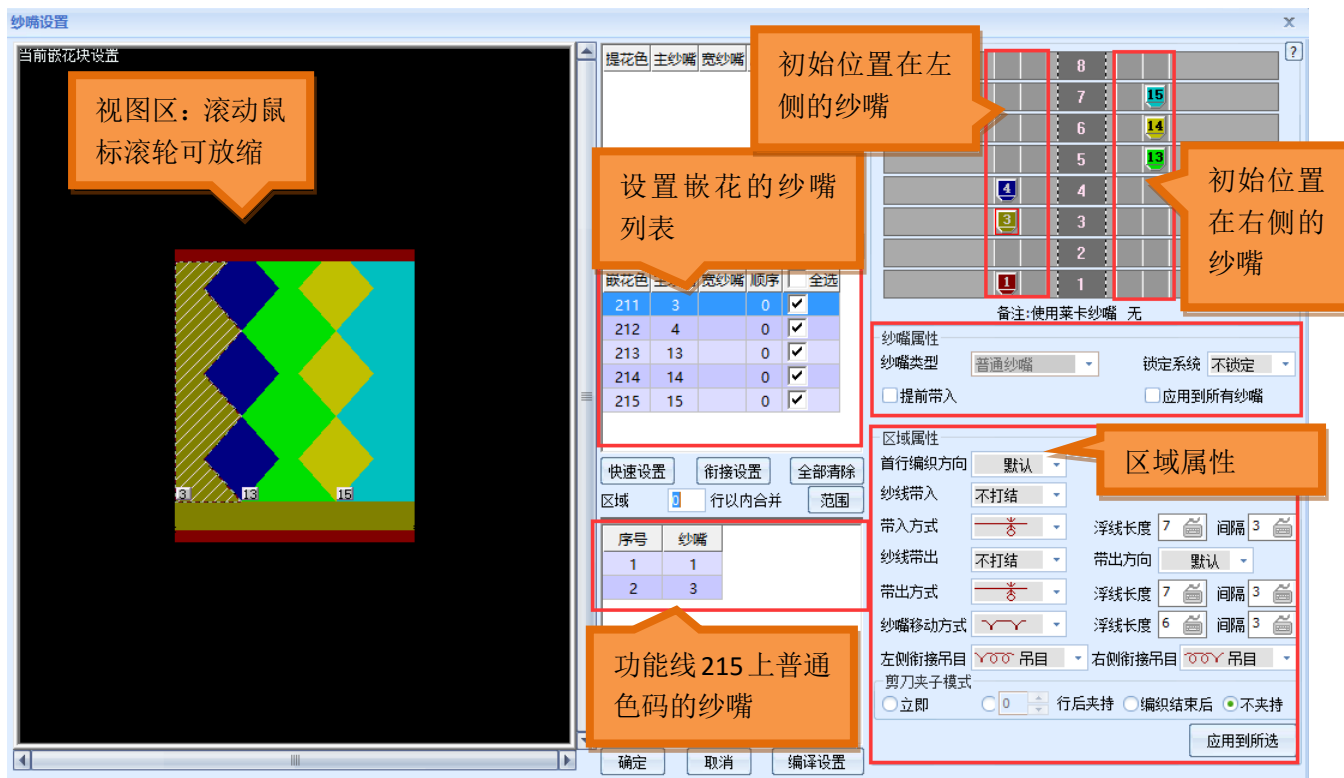 纱嘴设置
x
当前嵌花块设置
视图区：滚动鼠
标滚轮可放缩
3 13 15
提花色 主纱嘴 宽纱嘴
设置嵌花的纱嘴
列表
嵌花色 宽纱嘴 顺序 全选
211 3 0
212 4 0
213 13 0
214 14 0
215 15 0
快速设置 衔接设置 全部清除
区域 0 行以内合并 范围
序号 纱嘴
1 1
2 3
功能线 215 上普通
色码的纱嘴
确定 取消 编译设置
初始位置在左
侧的纱嘴
?
8
7 15
6 14
5 13
4 4
3 3
2
1 1
初始位置
在右侧的
纱嘴
备注:使用莱卡纱嘴 无
纱嘴属性
纱嘴类型 普通纱嘴 锁定系统 不锁定
提前带入 应用到所有纱嘴
区域属性
区域属性
首行编织方向 默认
纱线带入 不打结
带入方式 浮线长度 7 间隔 3
纱线带出 不打结 带出方向 默认
带出方式 浮线长度 7 间隔 3
纱嘴移动方式 浮线长度 6 间隔 3
左侧衔接吊目 吊目 右侧衔接吊目 吊目
剪刀夹子模式
立即 0 行后夹持 编织结束后 不夹持
应用到所选